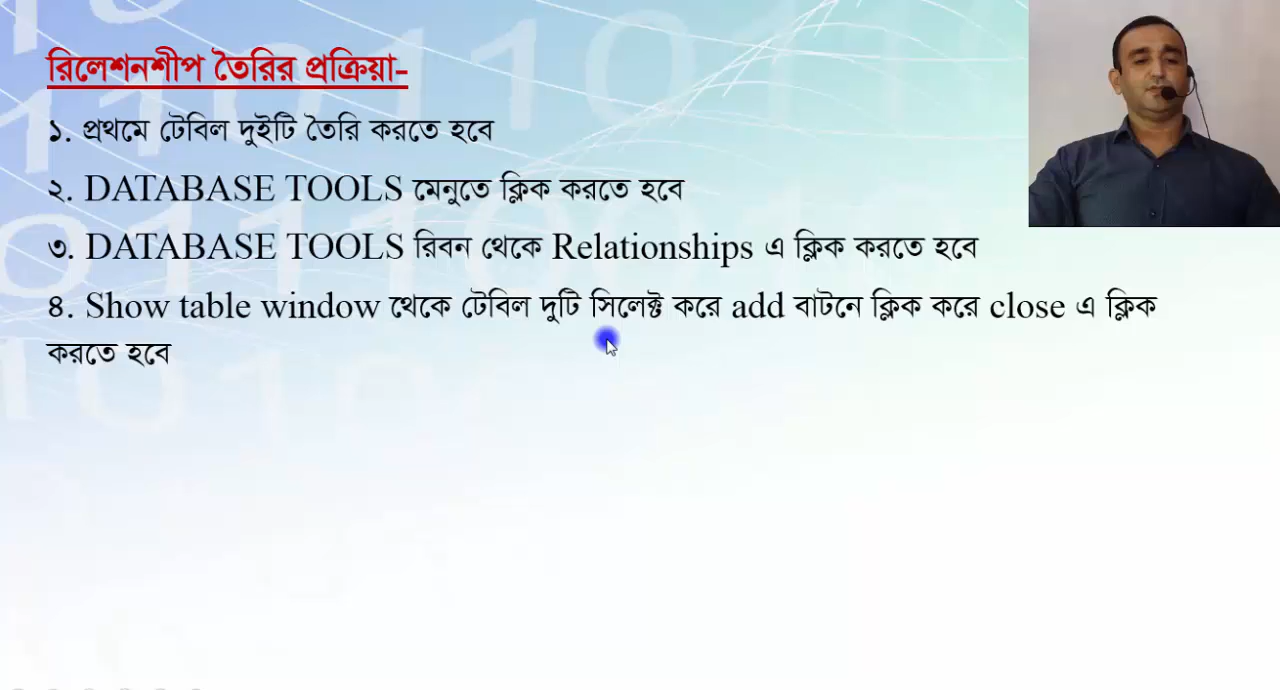 রিলেশনশীপ তৈরির প্রক্রিয়া-
১. প্রথমে টেবিল দুইটি তৈরি করতে হবে
২. DATABASE TOOLS মেনুতে ক্লিক করতে হবে
৩. DATABASE TOOLS রিবন থেকে Relationships এ ক্লিক করতে হবে
৪. Show table window থেকে টেবিল দুটি সিলেক্ট করে add বাটনে ক্লিক করে close এ ক্লিক
করতে হবে